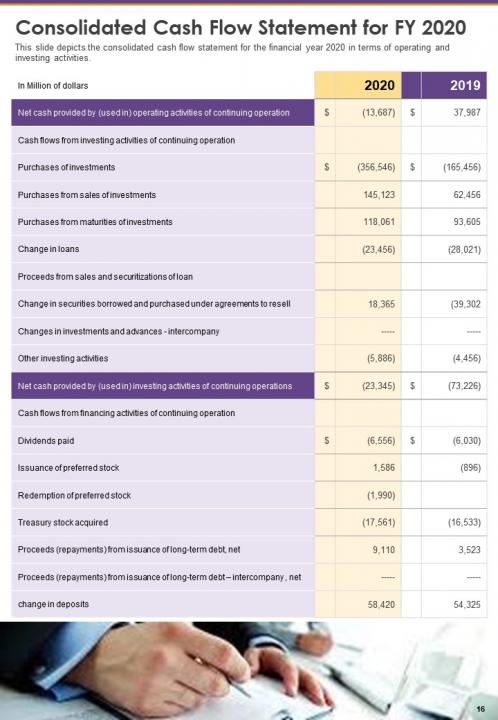 Consolidated Cash Flow Statement for FY 2020
This slide depicts the consolidated cash flow statement for the financial year 2020 in terms of operating and
investing activities.
In Million of dollars 2020 2019
Net cash provided by (used in) operating activities of continuing operation $ (13,687) $ 37,987
Cash flows from investing activities of continuing operation
Purchases of investments $ (356,546) $ (165,456)
Purchases from sales of investments 145,123 62,456
Purchases from maturities of investments 118,061 93,605
Change in loans (23,456) (28,021)
Proceeds from sales and securitizations of loan
Change in securities borrowed and purchased under agreements to resell 18,365 (39,302
Changes in investments and advances - intercompany ----- -----
Other investing activities (5,886) (4,456)
Net cash provided by (used in) investing activities of continuing operations $ (23,345) $ (73,226)
Cash flows from financing activities of continuing operation
Dividends paid $ (6,556) $ (6,030)
Issuance of preferred stock 1,586 (896)
Redemption of preferred stock (1,990)
Treasury stock acquired (17,561) (16,533)
Proceeds (repayments) from issuance of long-term debt, net 9,110 3,523
Proceeds (repayments) from issuance of long-term debt – intercompany , net ----- -----
change in deposits 58,420 54,325
16